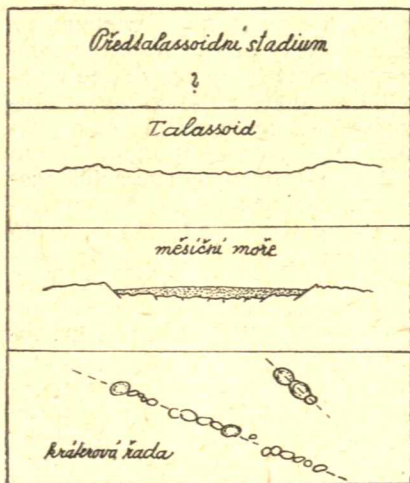 Předtalassoidní stadium
?
Talassoid
měsíční moře
kráterová řada